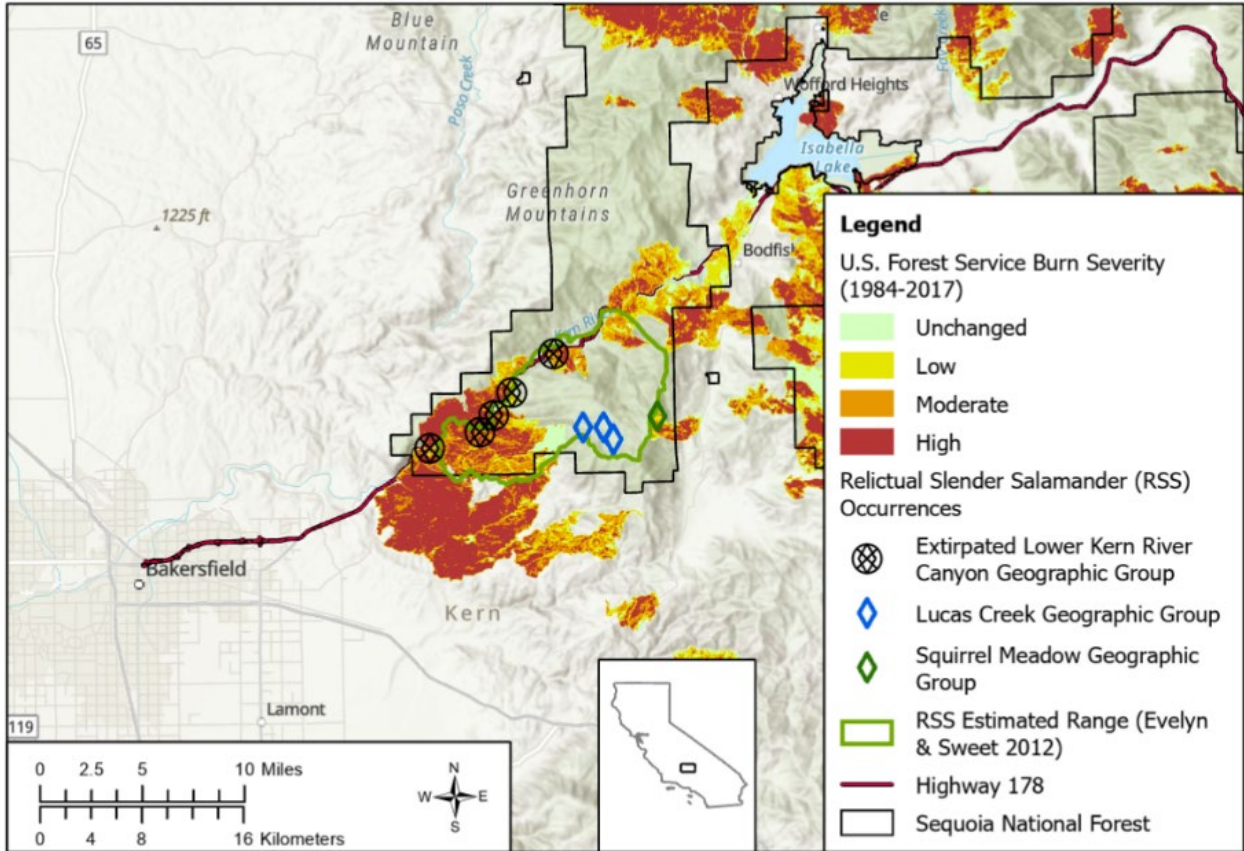 Blue
Mountain
65
Poso Creek
Wofford Heights
Isabella
Lake
Greenhorn
Mountains
1225 ft
Bodfis
Kern River
Bakersfield
Kern
Lamont
119
0 2.5 5 10 Miles
0 4 8 16 Kilometers
N
W E
S
Legend
U.S. Forest Service Burn Severity
(1984-2017)
Unchanged
Low
Moderate
High
Relictual Slender Salamander (RSS)
Occurrences
Extirpated Lower Kern River
Canyon Geographic Group
Lucas Creek Geographic Group
Squirrel Meadow Geographic
Group
RSS Estimated Range (Evelyn
& Sweet 2012)
Highway 178
Sequoia National Forest